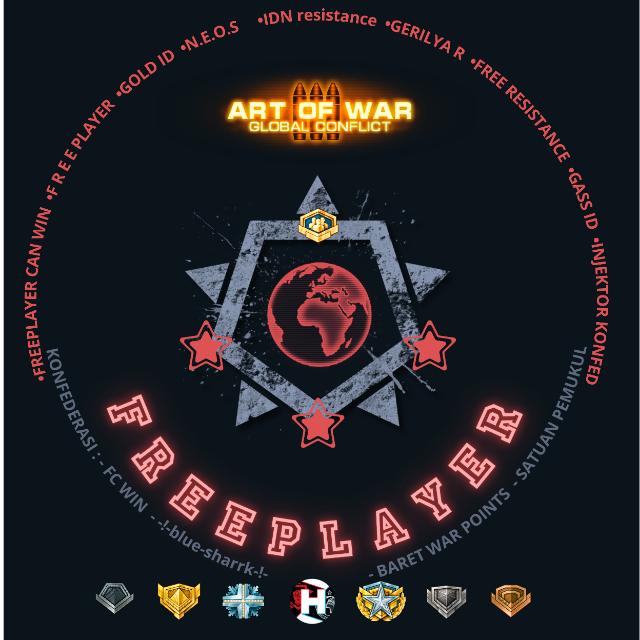 •FREEPLAYER CAN WIN •F R E E PLAYER •GOLD ID •N.E.O.S •IDN resistance •GERILYA R •FREE RESISTANCE •GASS ID •INJEKTOR KONFED
ART OF WAR
GLOBAL CONFLICT
FREEPLAYER
KONFEDERASI : - FC WIN - -!-blue-sharrk-!- - BARET WAR POINTS - SATUAN PEMUKUL
H